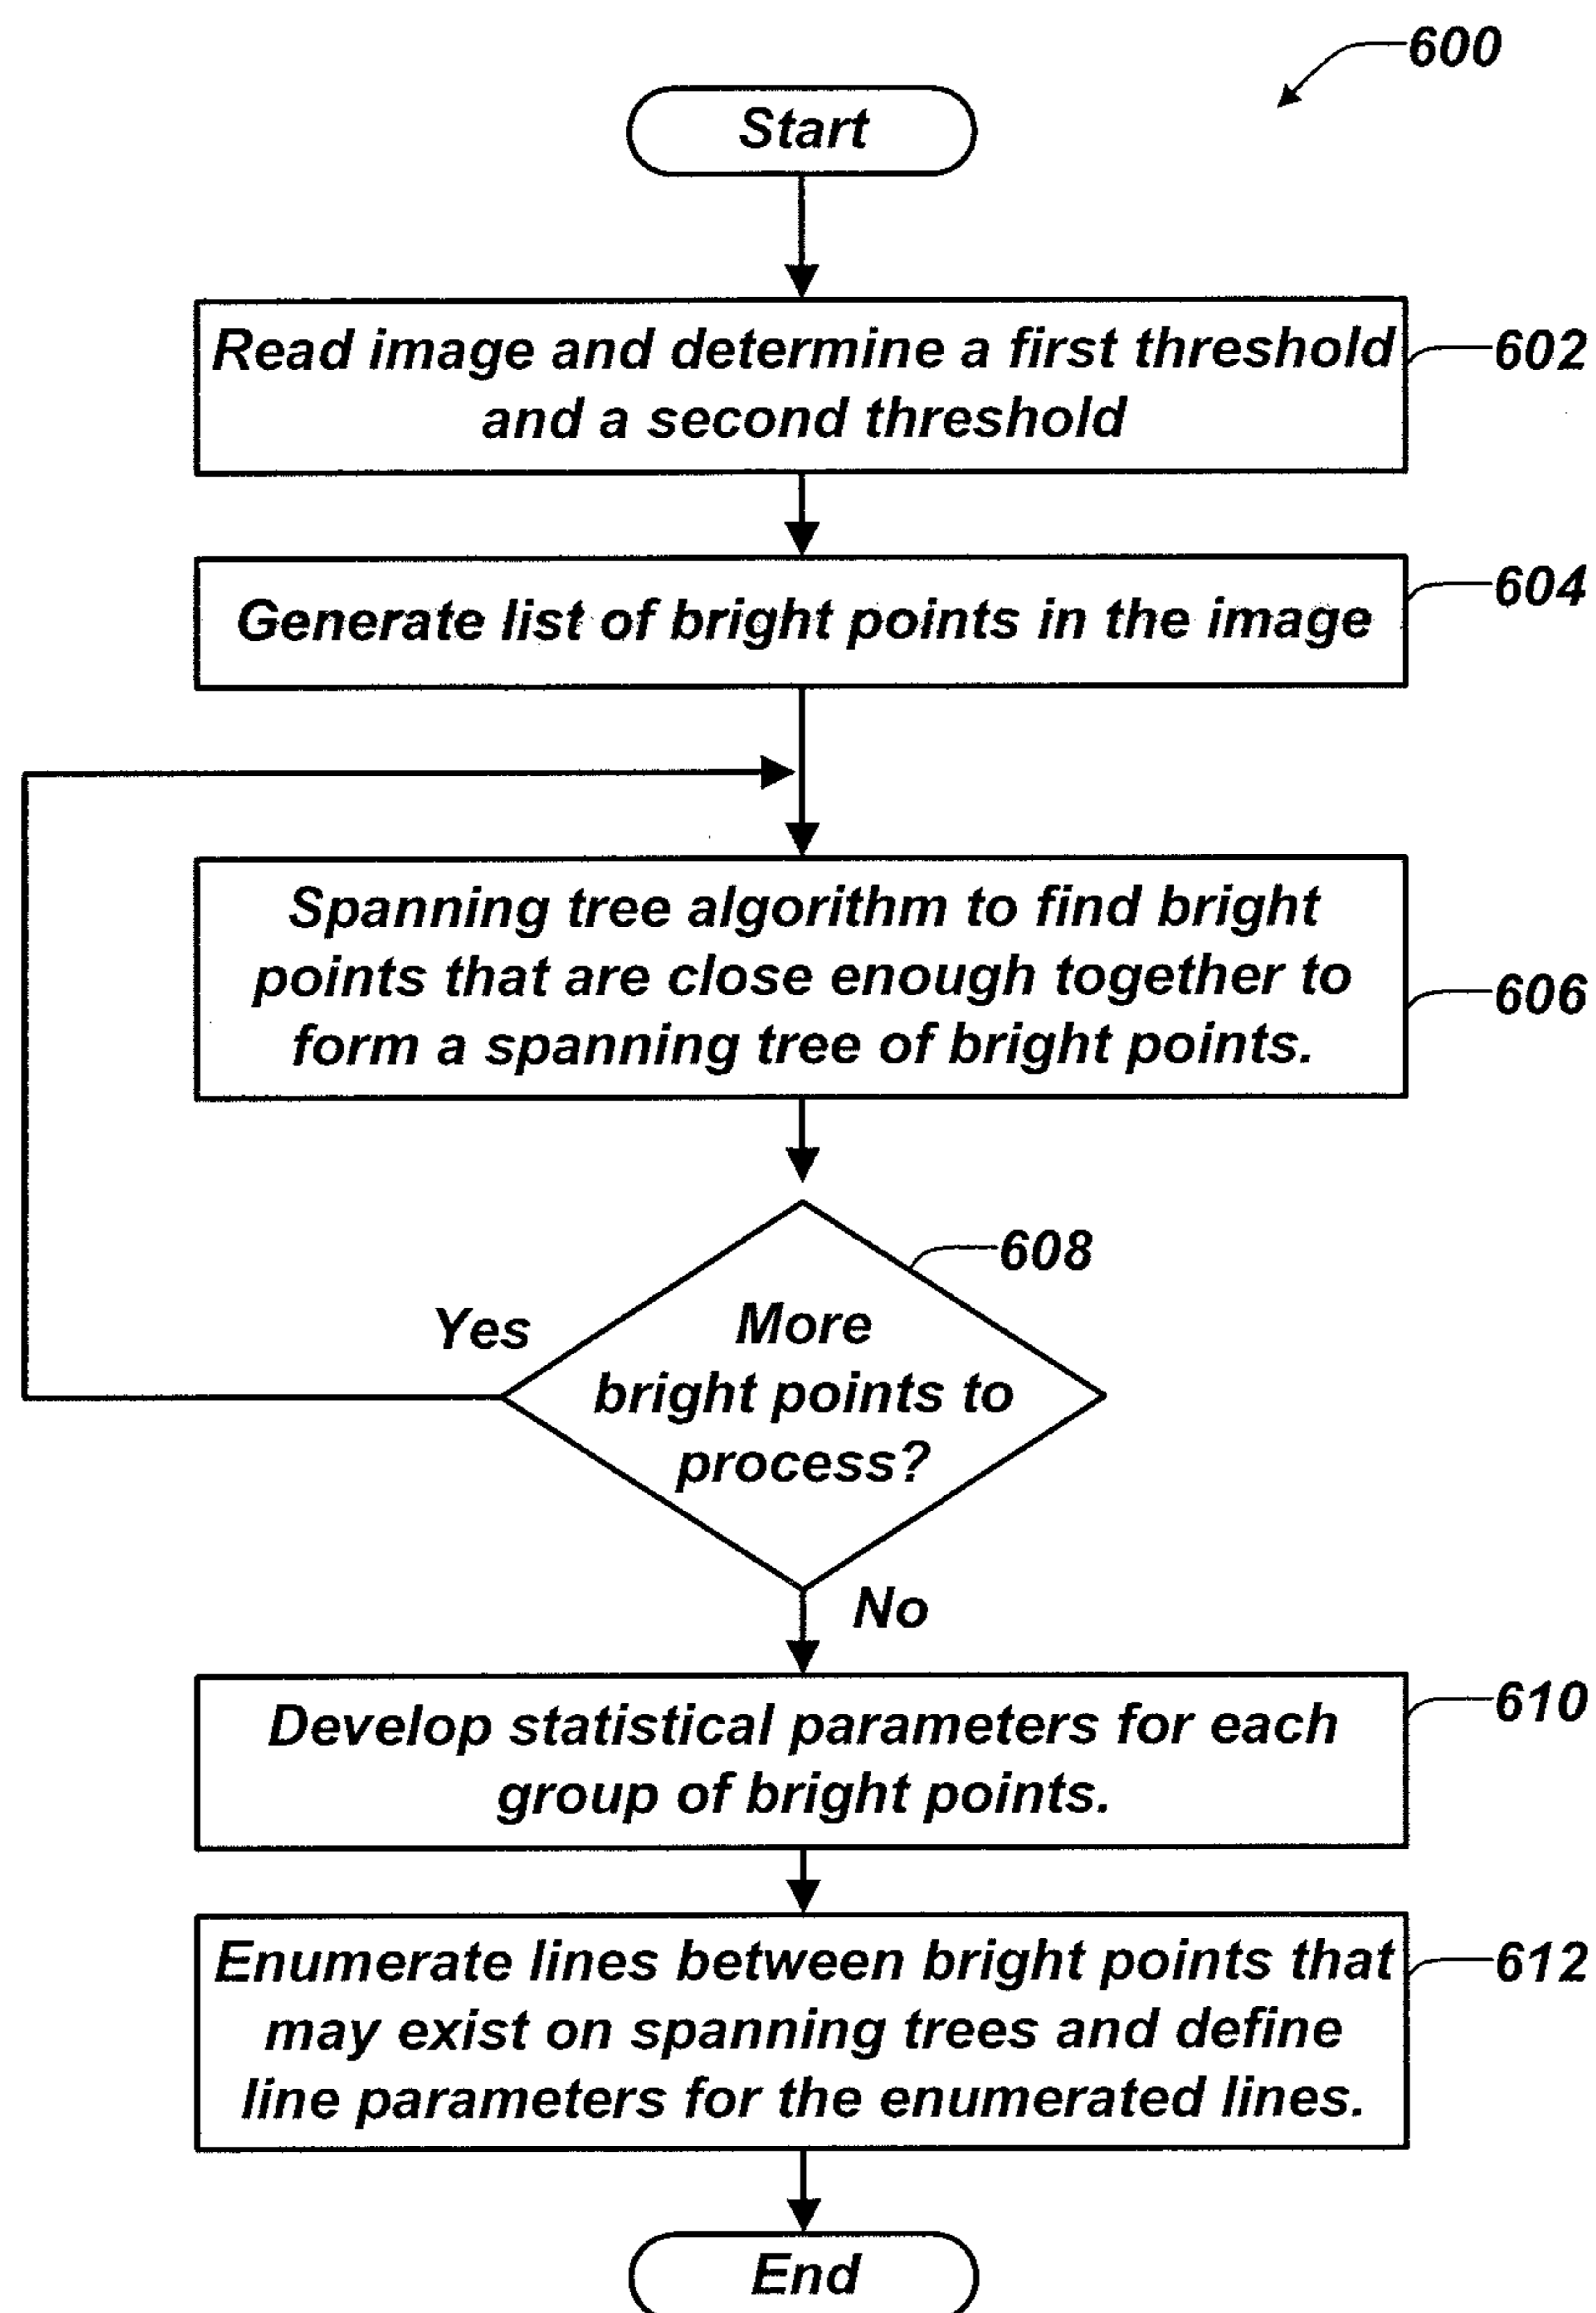 600
Start
Read image and determine a first threshold
and a second threshold
602
Generate list of bright points in the image
604
Spanning tree algorithm to find bright
points that are close enough together to
form a spanning tree of bright points.
606
608
Yes
More
bright points to
process?
No
Develop statistical parameters for each
group of bright points.
610
Enumerate lines between bright points that
may exist on spanning trees and define
line parameters for the enumerated lines.
612
End